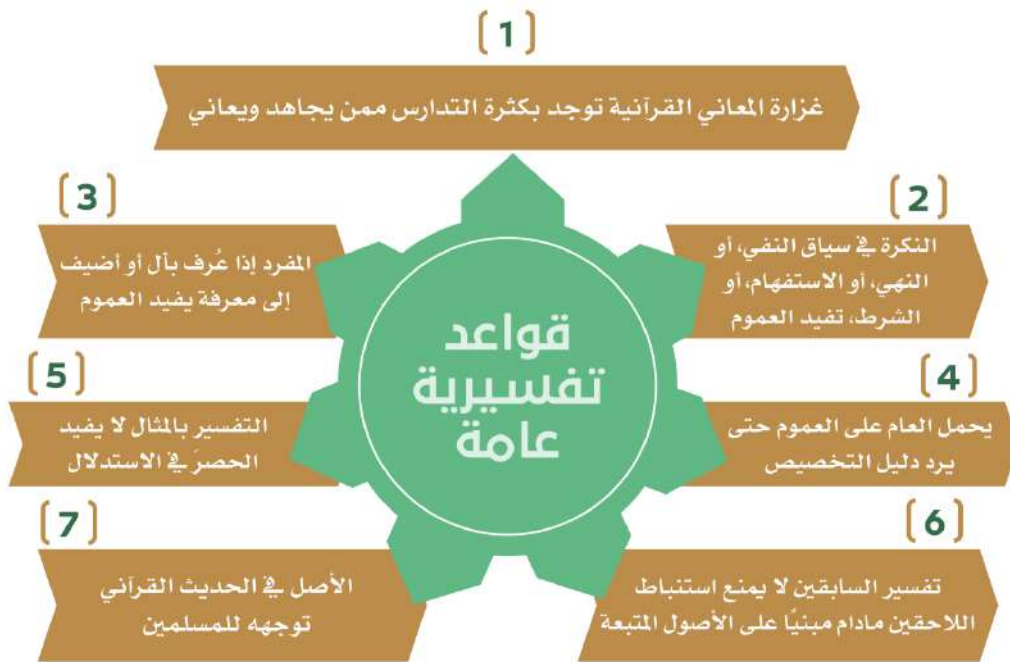 [1]
غزارة المعاني القرآنية توجد بكثرة التدارس ممن يجاهد ويعاني
[2]
النكرة في سياق النفي، أو
النهي، أو الاستفهام، أو
الشرط، تفيد العموم
[3]
المفرد إذا عُرف بأل أو أضيف
إلى معرفة يفيد العموم
قواعد
تفسيرية
عامة
[4]
يحمل العام على العموم حتى
يرد دليل التخصيص
[5]
التفسير بالمثال لا يفيد
الحصرَ في الاستدلال
[6]
تفسير السابقين لا يمنع استنباط
اللاحقين مادام مبنيًا على الأصول المتبعة
[7]
الأصل في الحديث القرآني
توجهه للمسلمين